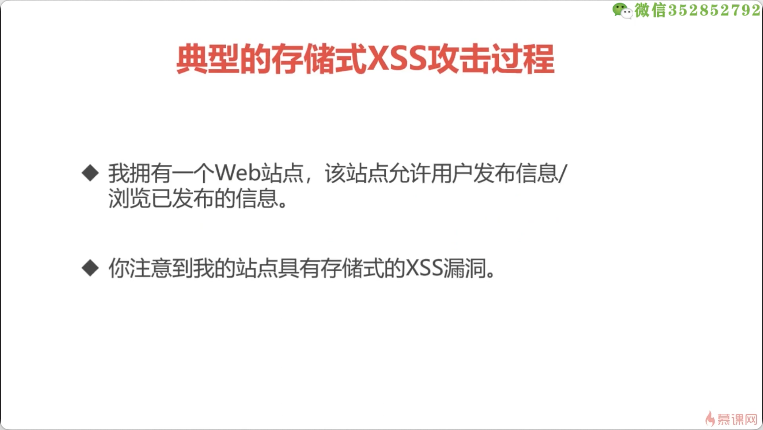 微信352852792
典型的存储式XSS攻击过程
◆ 我拥有一个Web站点，该站点允许用户发布信息/
浏览已发布的信息。
◆ 你注意到我的站点具有存储式的XSS漏洞。
慕课网